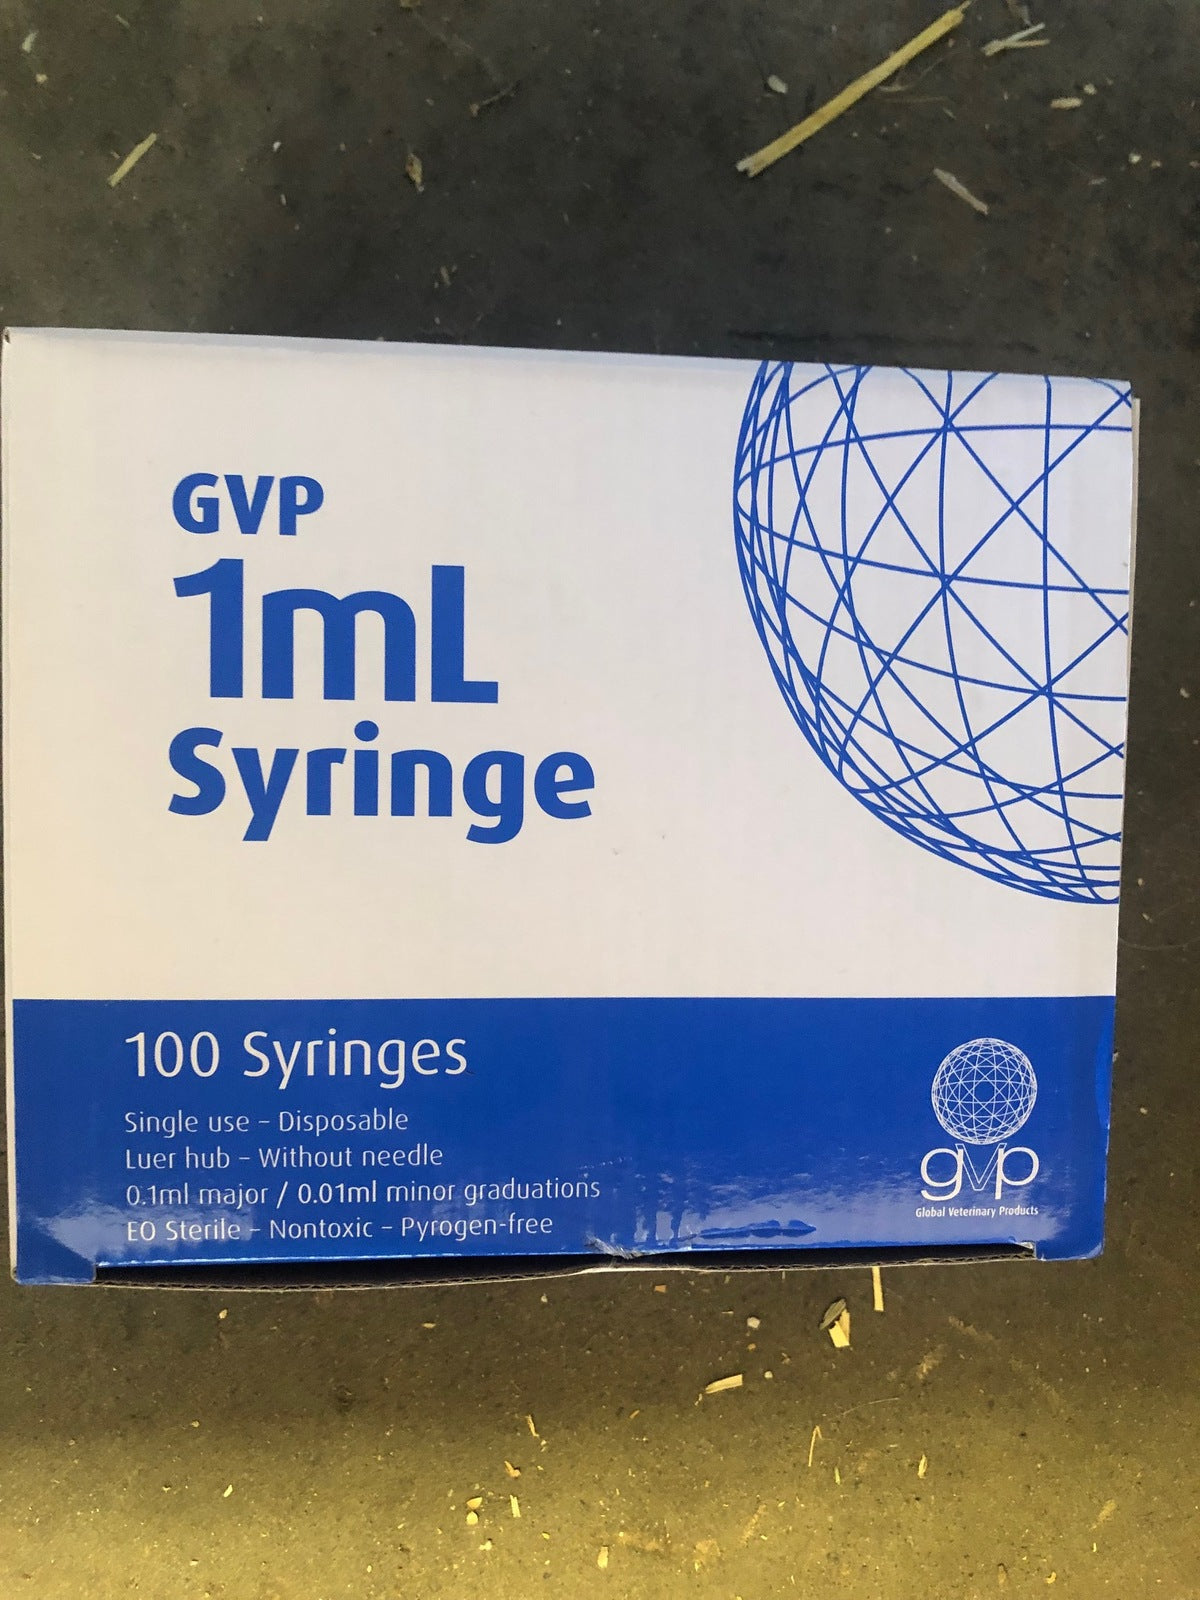 GVP
1mL
Syringe
100 Syringes
Single use – Disposable
Luer hub – Without needle
0.1ml major / 0.01ml minor graduations
EO Sterile – Nontoxic – Pyrogen-free
gvp
Global Veterinary Products